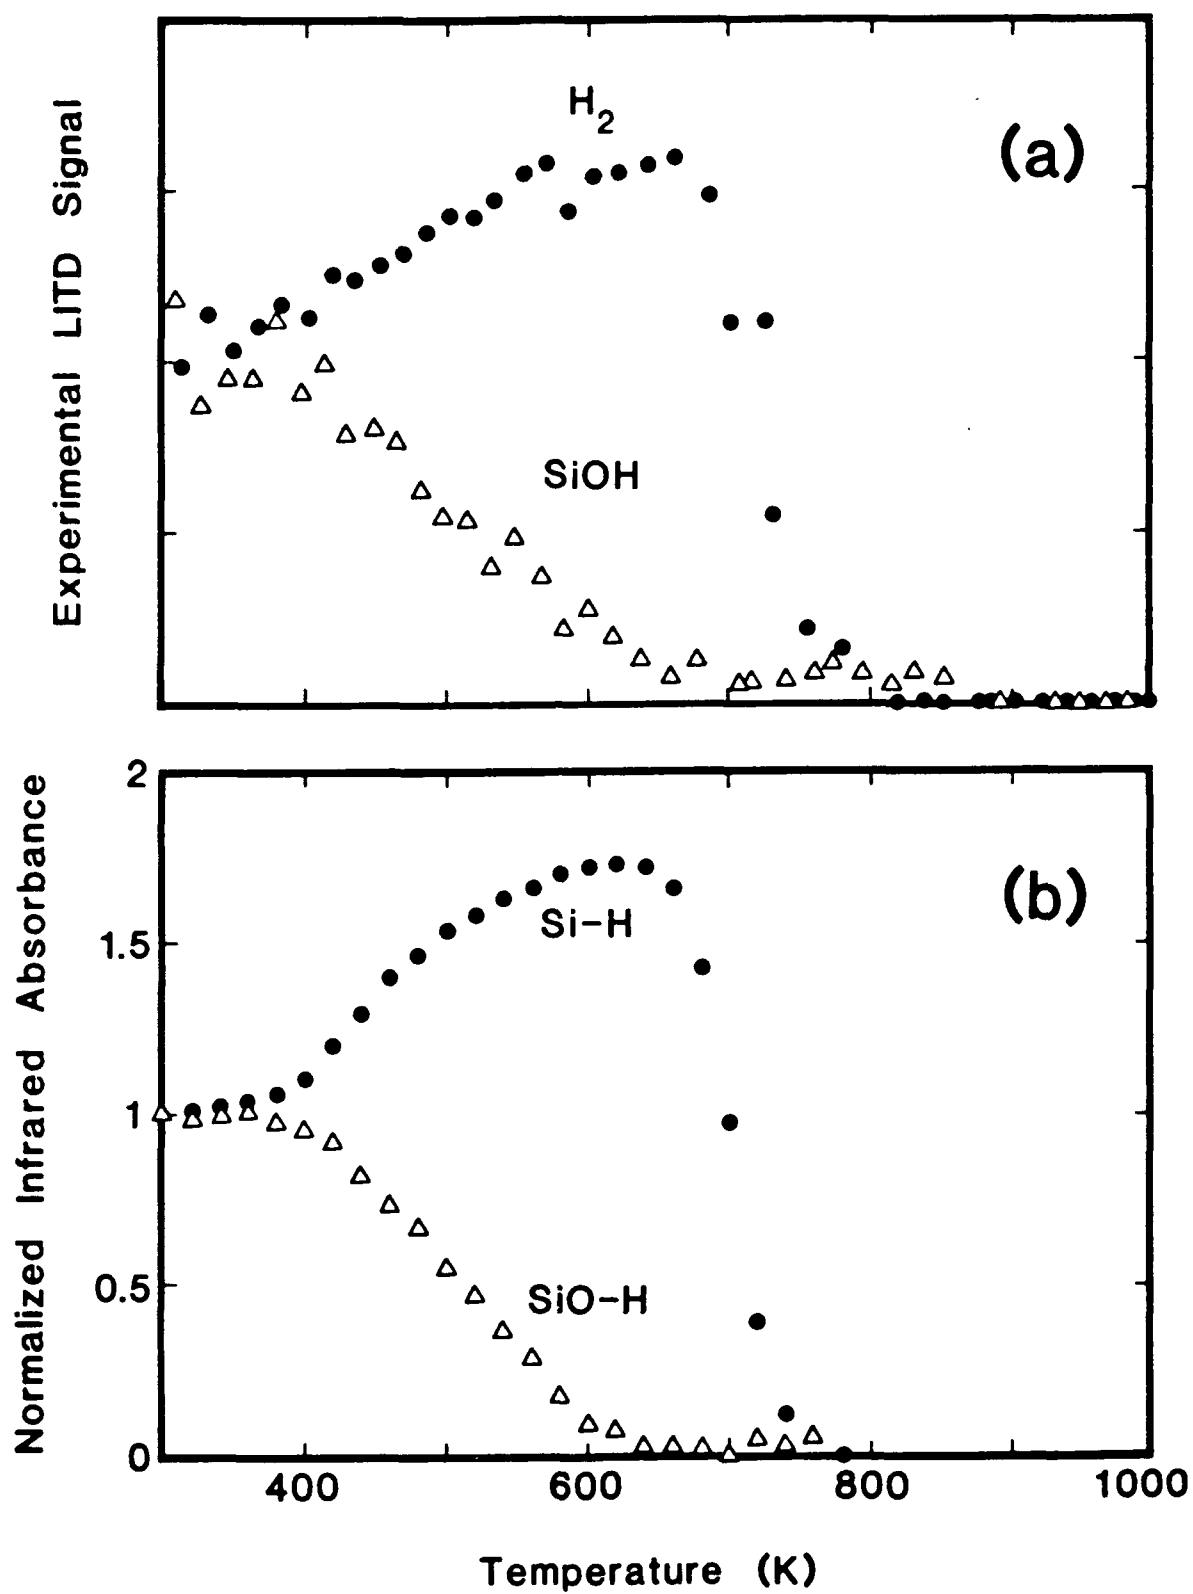 Experimental LITD Signal
H2
(a)
SiOH
Normalized Infrared Absorbance
2
1.5
1
0.5
0
(b)
Si-H
SiO-H
400 600 800 1000
Temperature (K)